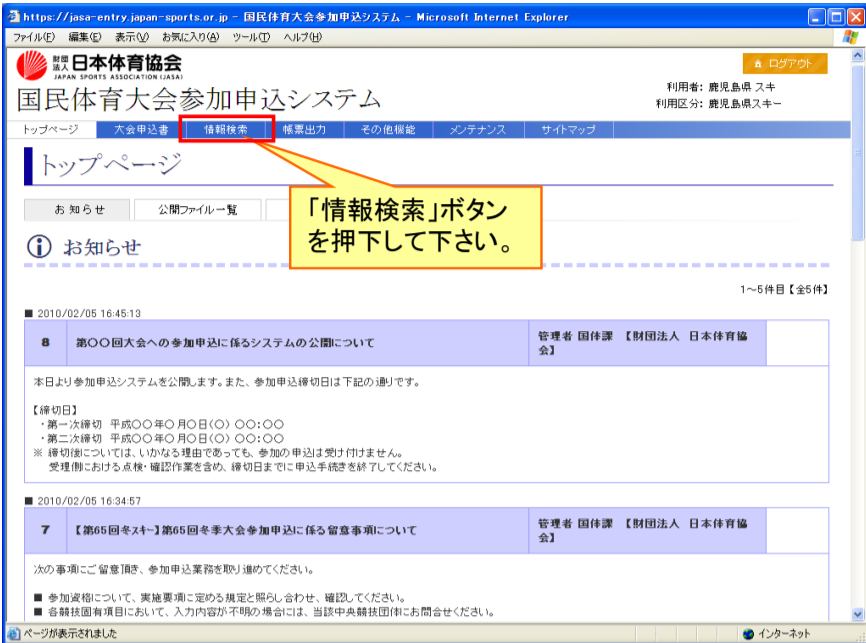 https://jasa-entry.japan-sports.or.jp - 国民体育大会参加申込システム - Microsoft Internet Explorer
ファイル(F) 編集(E) 表示(V) お気に入り(A) ツール(T) ヘルプ(H)
財団法人 日本体育協会
JAPAN SPORTS ASSOCIATION (JASA)
ログアウト
国民体育大会参加申込システム
利用者: 鹿児島県 スキ
利用区分: 鹿児島県スキー
トップページ 大会申込書 情報検索 帳票出力 その他機能 メンテナンス サイトマップ
トップページ
お知らせ 公開ファイル一覧
「情報検索」ボタン
を押下して下さい。
お知らせ
1~5件目【全5件】
■ 2010/02/05 16:45:13
8 第〇〇回大会への参加申込に係るシステムの公開について 管理者 国体課 【財団法人 日本体育協
会】
本日より参加申込システムを公開します。また、参加申込締切日は下記の通りです。
【締切日】
・第一次締切 平成〇〇年〇月〇日(〇) 〇〇:〇〇
・第二次締切 平成〇〇年〇月〇日(〇) 〇〇:〇〇
※ 締切後については、いかなる理由であっても、参加の申込は受け付けません。
受理側における点検・確認作業を含め、締切日までに申込手続きを終了してください。
■ 2010/02/05 16:34:57
7 【第65回冬スキー】第65回冬季大会参加申込に係る留意事項について 管理者 国体課 【財団法人 日本体育協
会】
次の事項にご留意頂き、参加申込業務を取り進めてください。
■ 参加資格について、実施要項に定める規定と照らし合わせ、確認してください。
■ 各競技固有項目において、入力内容が不明の場合には、当該中央競技団体にお問合せください。
ページが表示されました インターネット